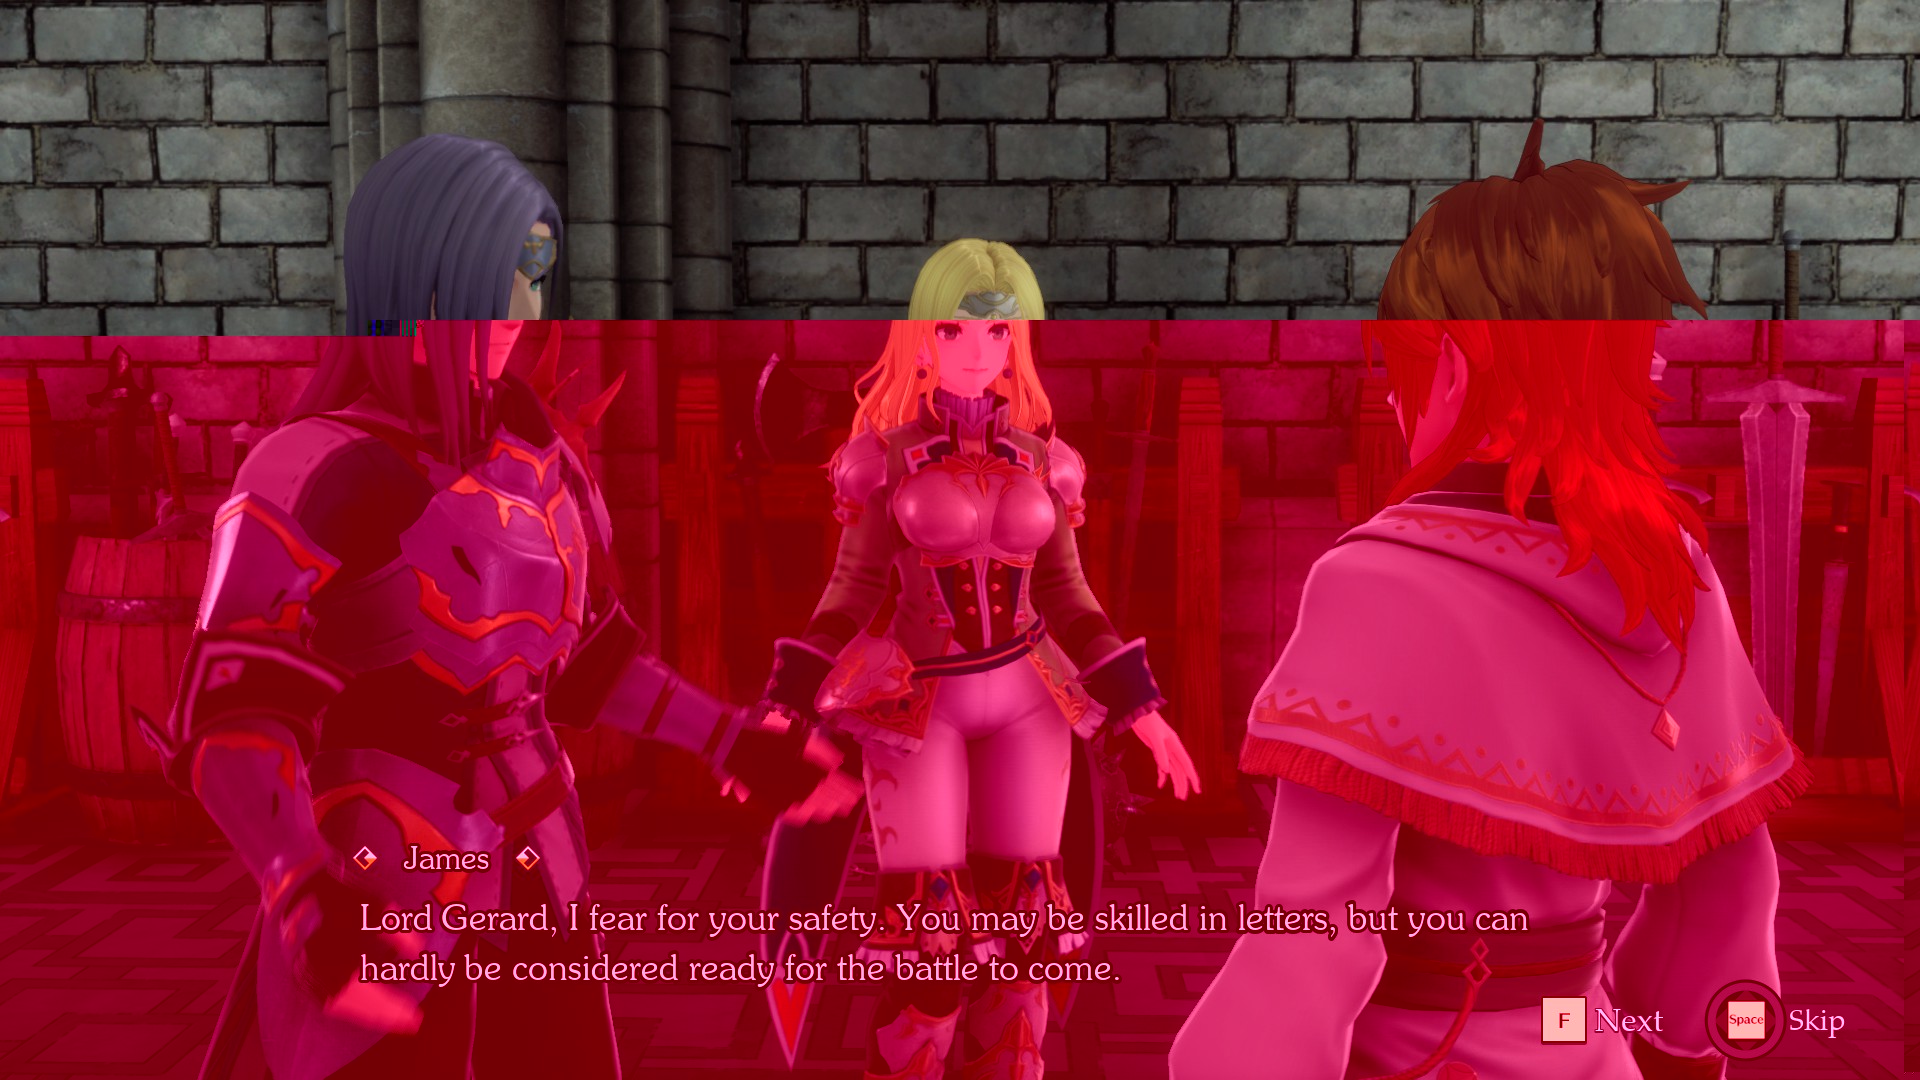 James
Lord Gerard, I fear for your safety. You may be skilled in letters, but you can
hardly be considered ready for the battle to come.
F Next Space Skip